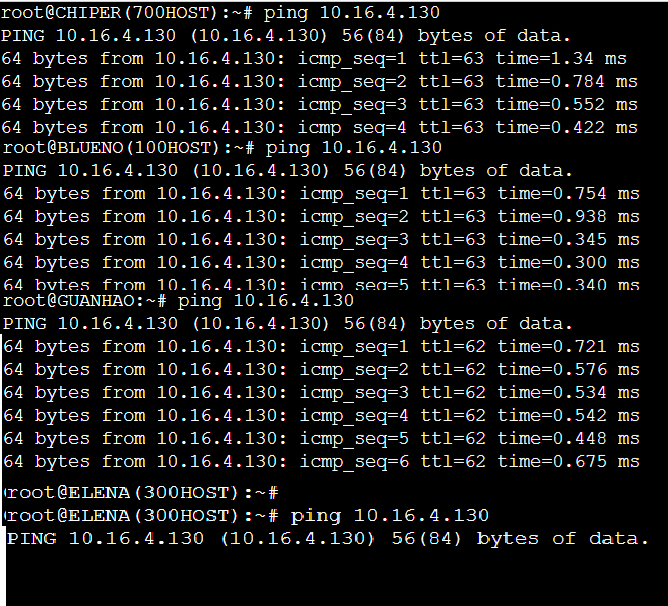 root@CHIPER(700HOST):~# ping 10.16.4.130
PING 10.16.4.130 (10.16.4.130) 56(84) bytes of data.
64 bytes from 10.16.4.130: icmp_seq=1 ttl=63 time=1.34 ms
64 bytes from 10.16.4.130: icmp_seq=2 ttl=63 time=0.784 ms
64 bytes from 10.16.4.130: icmp_seq=3 ttl=63 time=0.552 ms
64 bytes from 10.16.4.130: icmp_seq=4 ttl=63 time=0.422 ms
root@BLUENO(100HOST):~# ping 10.16.4.130
PING 10.16.4.130 (10.16.4.130) 56(84) bytes of data.
64 bytes from 10.16.4.130: icmp_seq=1 ttl=63 time=0.754 ms
64 bytes from 10.16.4.130: icmp_seq=2 ttl=63 time=0.938 ms
64 bytes from 10.16.4.130: icmp_seq=3 ttl=63 time=0.345 ms
64 bytes from 10.16.4.130: icmp_seq=4 ttl=63 time=0.300 ms
64 bytes from 10.16.4.130: icmp_seq=5 ttl=63 time=0.340 ms
root@GUANHAO:~# ping 10.16.4.130
PING 10.16.4.130 (10.16.4.130) 56(84) bytes of data.
64 bytes from 10.16.4.130: icmp_seq=1 ttl=62 time=0.721 ms
64 bytes from 10.16.4.130: icmp_seq=2 ttl=62 time=0.576 ms
64 bytes from 10.16.4.130: icmp_seq=3 ttl=62 time=0.534 ms
64 bytes from 10.16.4.130: icmp_seq=4 ttl=62 time=0.542 ms
64 bytes from 10.16.4.130: icmp_seq=5 ttl=62 time=0.448 ms
64 bytes from 10.16.4.130: icmp_seq=6 ttl=62 time=0.675 ms
root@ELENA(300HOST):~#
root@ELENA(300HOST):~# ping 10.16.4.130
PING 10.16.4.130 (10.16.4.130) 56(84) bytes of data.